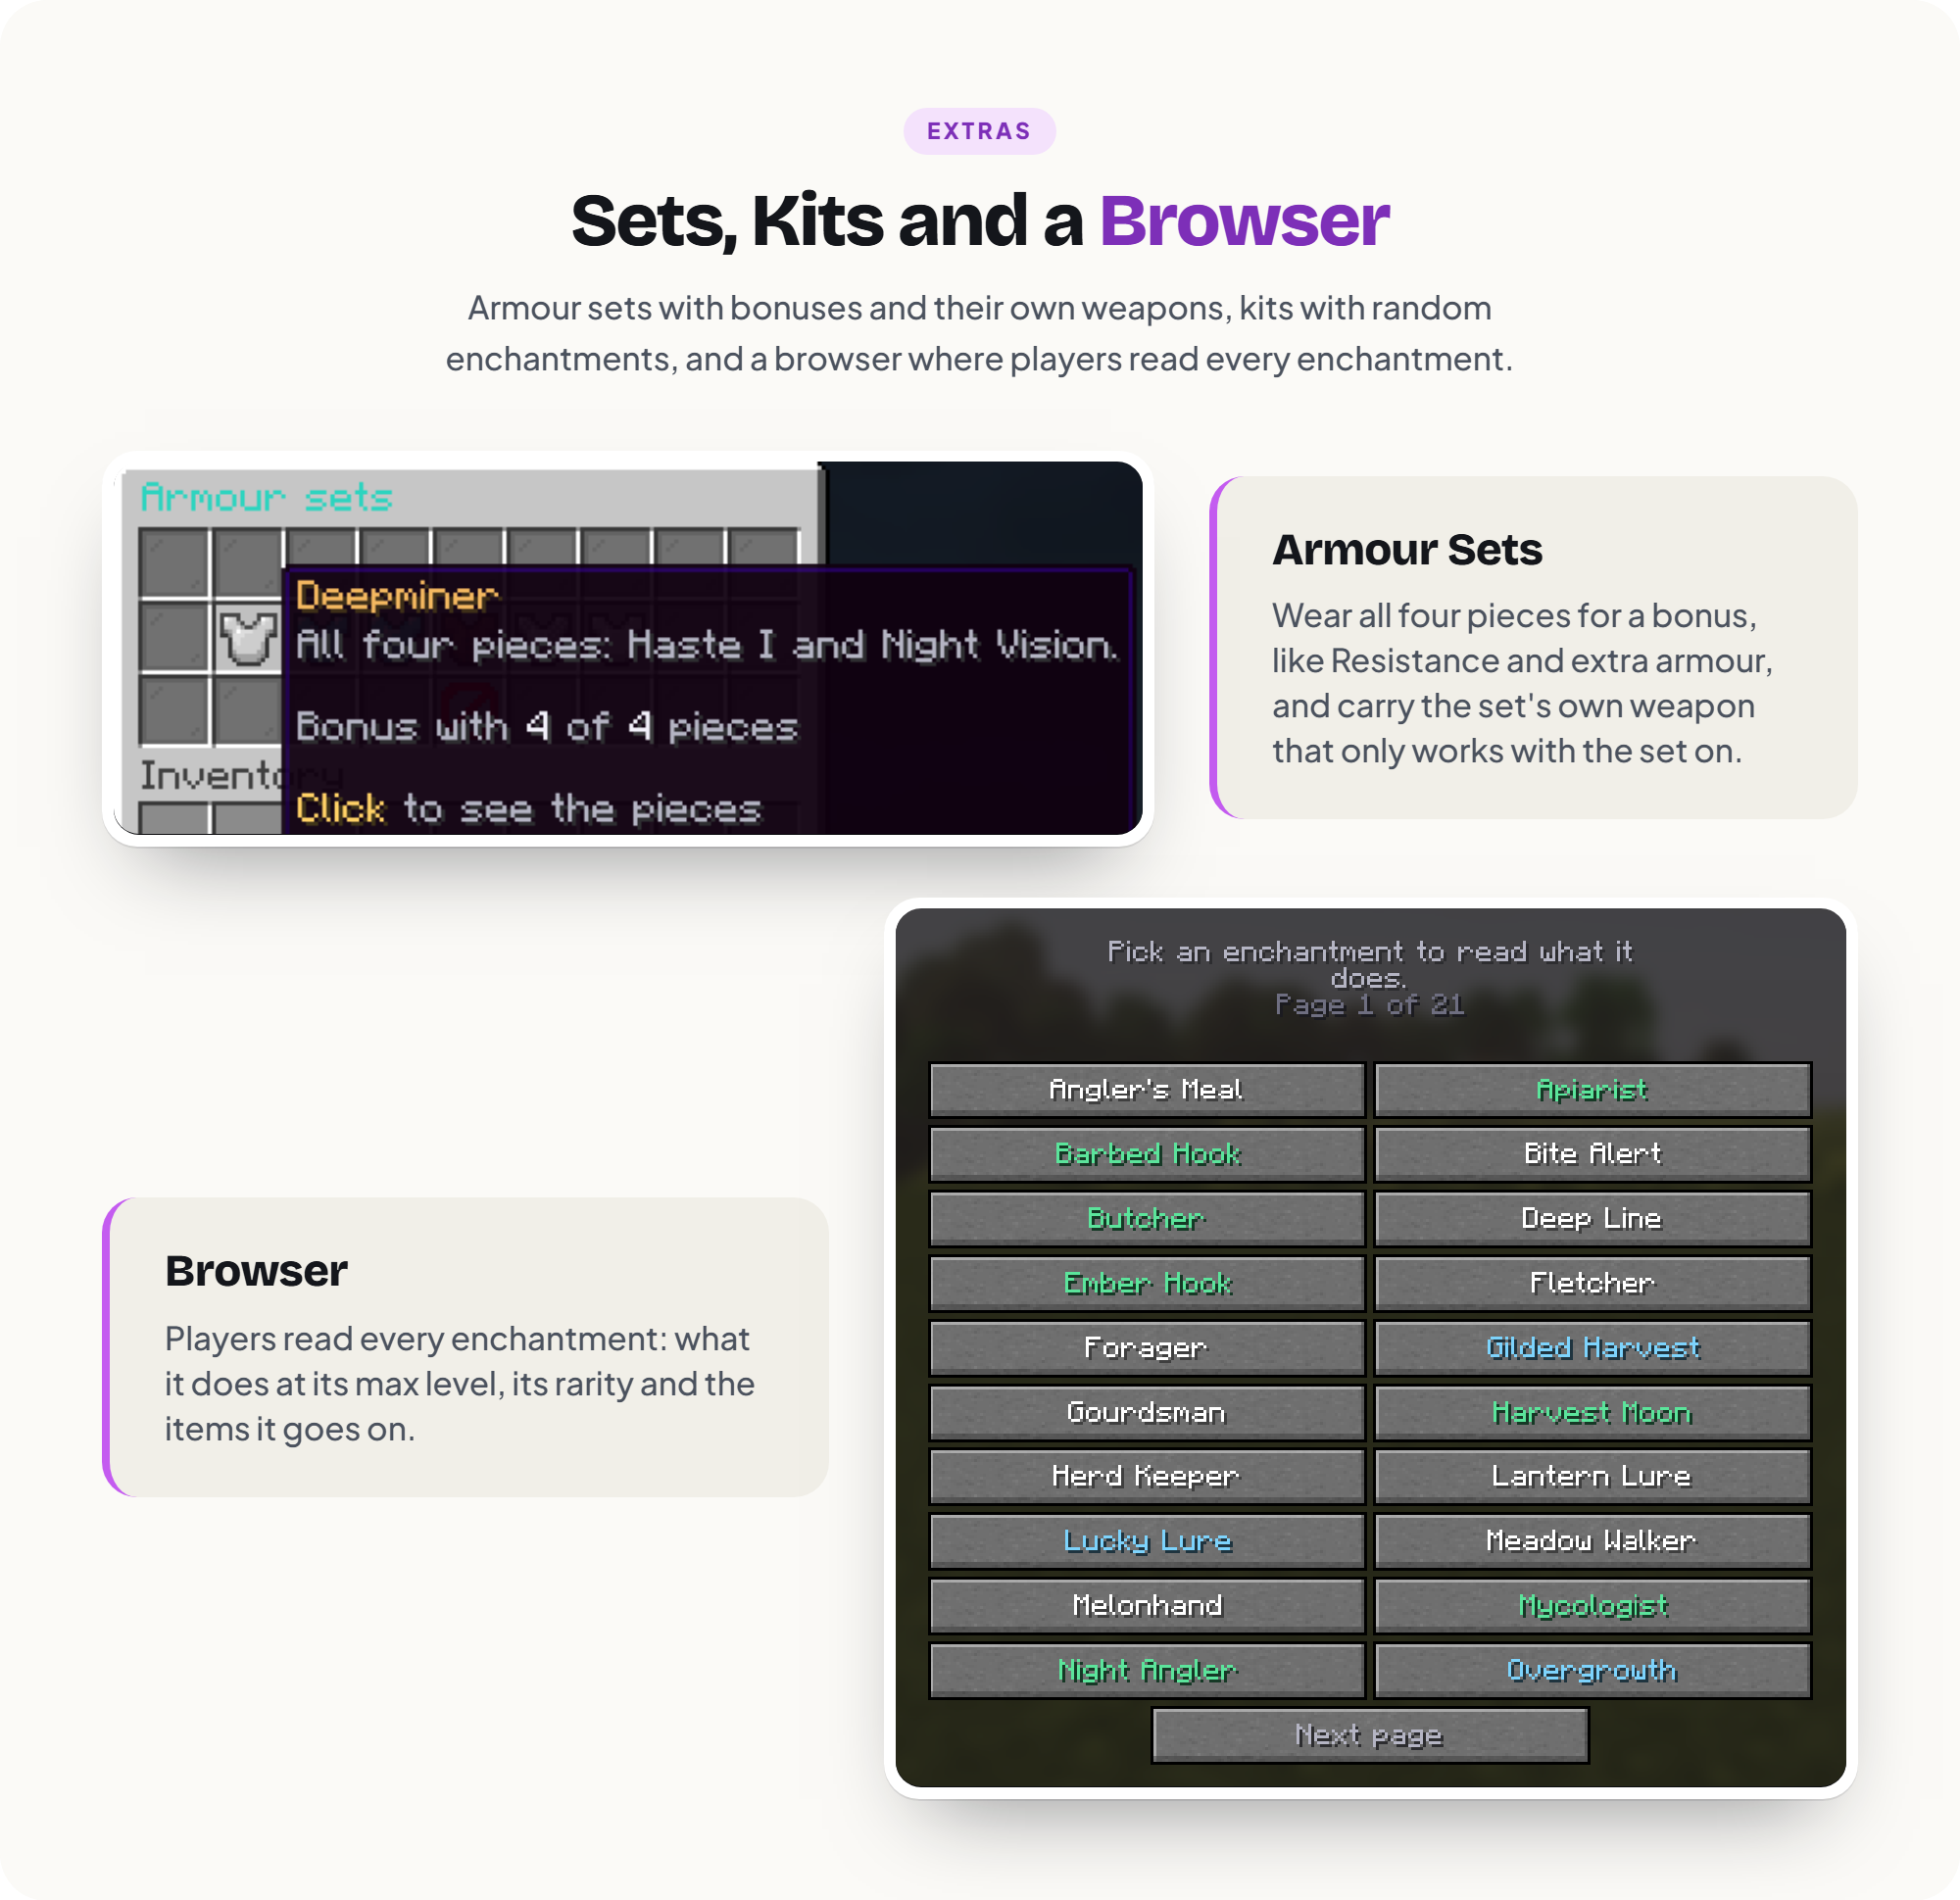 EXTRAS
Sets, Kits and a Browser
Armour sets with bonuses and their own weapons, kits with random
enchantments, and a browser where players read every enchantment.
Armour sets
Deepminer
All four pieces: Haste I and Night Vision.
Bonus with 4 of 4 pieces
Inventory
Click to see the pieces
Armour Sets
Wear all four pieces for a bonus,
like Resistance and extra armour,
and carry the set's own weapon
that only works with the set on.
Browser
Players read every enchantment: what
it does at its max level, its rarity and the
items it goes on.
Pick an enchantment to read what it
does.
Page 1 of 21
Angler's Meal
Apiarist
Barbed Hook
Bite Alert
Butcher
Deep Line
Ember Hook
Fletcher
Forager
Gilded Harvest
Gourdsman
Harvest Moon
Herd Keeper
Lantern Lure
Lucky Lure
Meadow Walker
Melonhand
Mycologist
Night Angler
Overgrowth
Next page